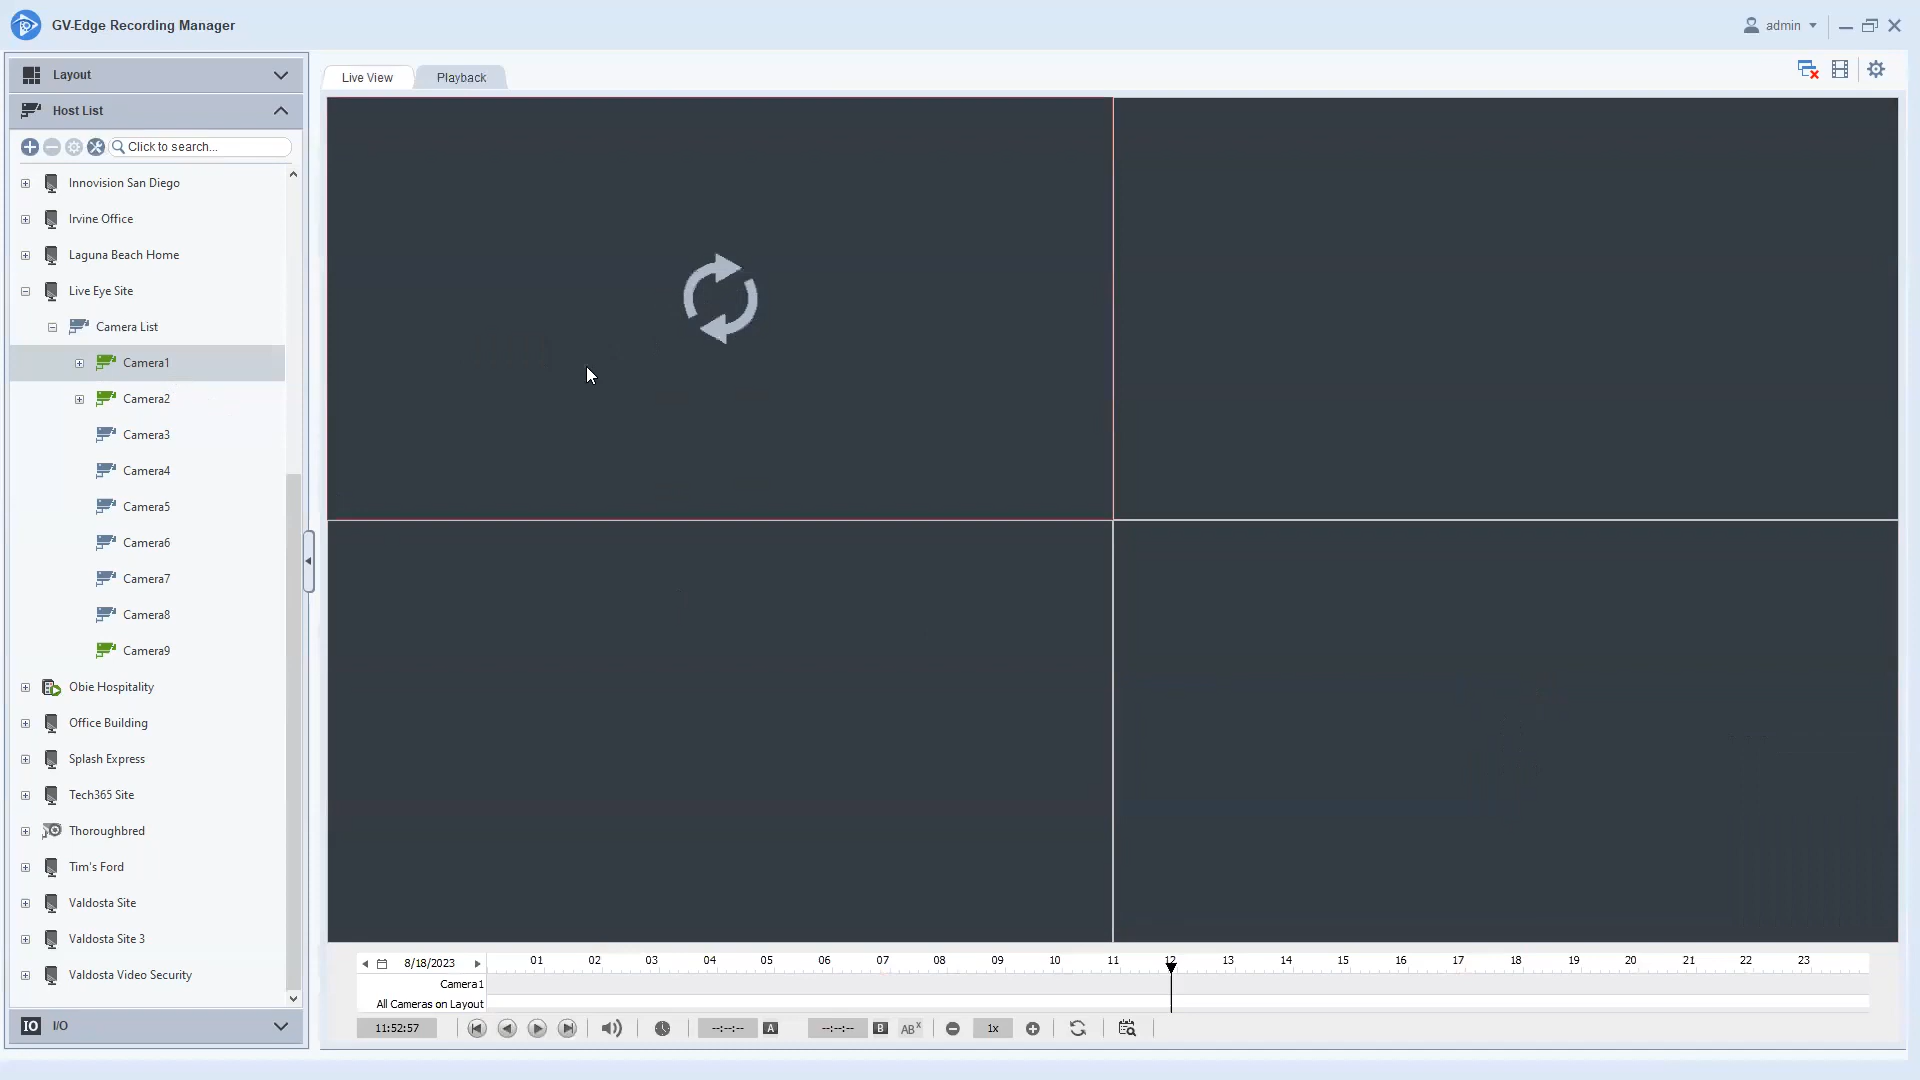 GV-Edge Recording Manager
admin
Layout
Host List
Click to search...
Innovision San Diego
Irvine Office
Laguna Beach Home
Live Eye Site
Camera List
Camera1
Camera2
Camera3
Camera4
Camera5
Camera6
Camera7
Camera8
Camera9
Obie Hospitality
Office Building
Splash Express
Tech365 Site
Thoroughbred
Tim's Ford
Valdosta Site
Valdosta Site 3
Valdosta Video Security
IO I/O
Live View Playback
8/18/2023 01 02 03 04 05 06 07 08 09 10 11 12 13 14 15 16 17 18 19 20 21 22 23
Camera1
All Cameras on Layout
11:52:57 --:--:-- A --:--:-- B ABx 1x